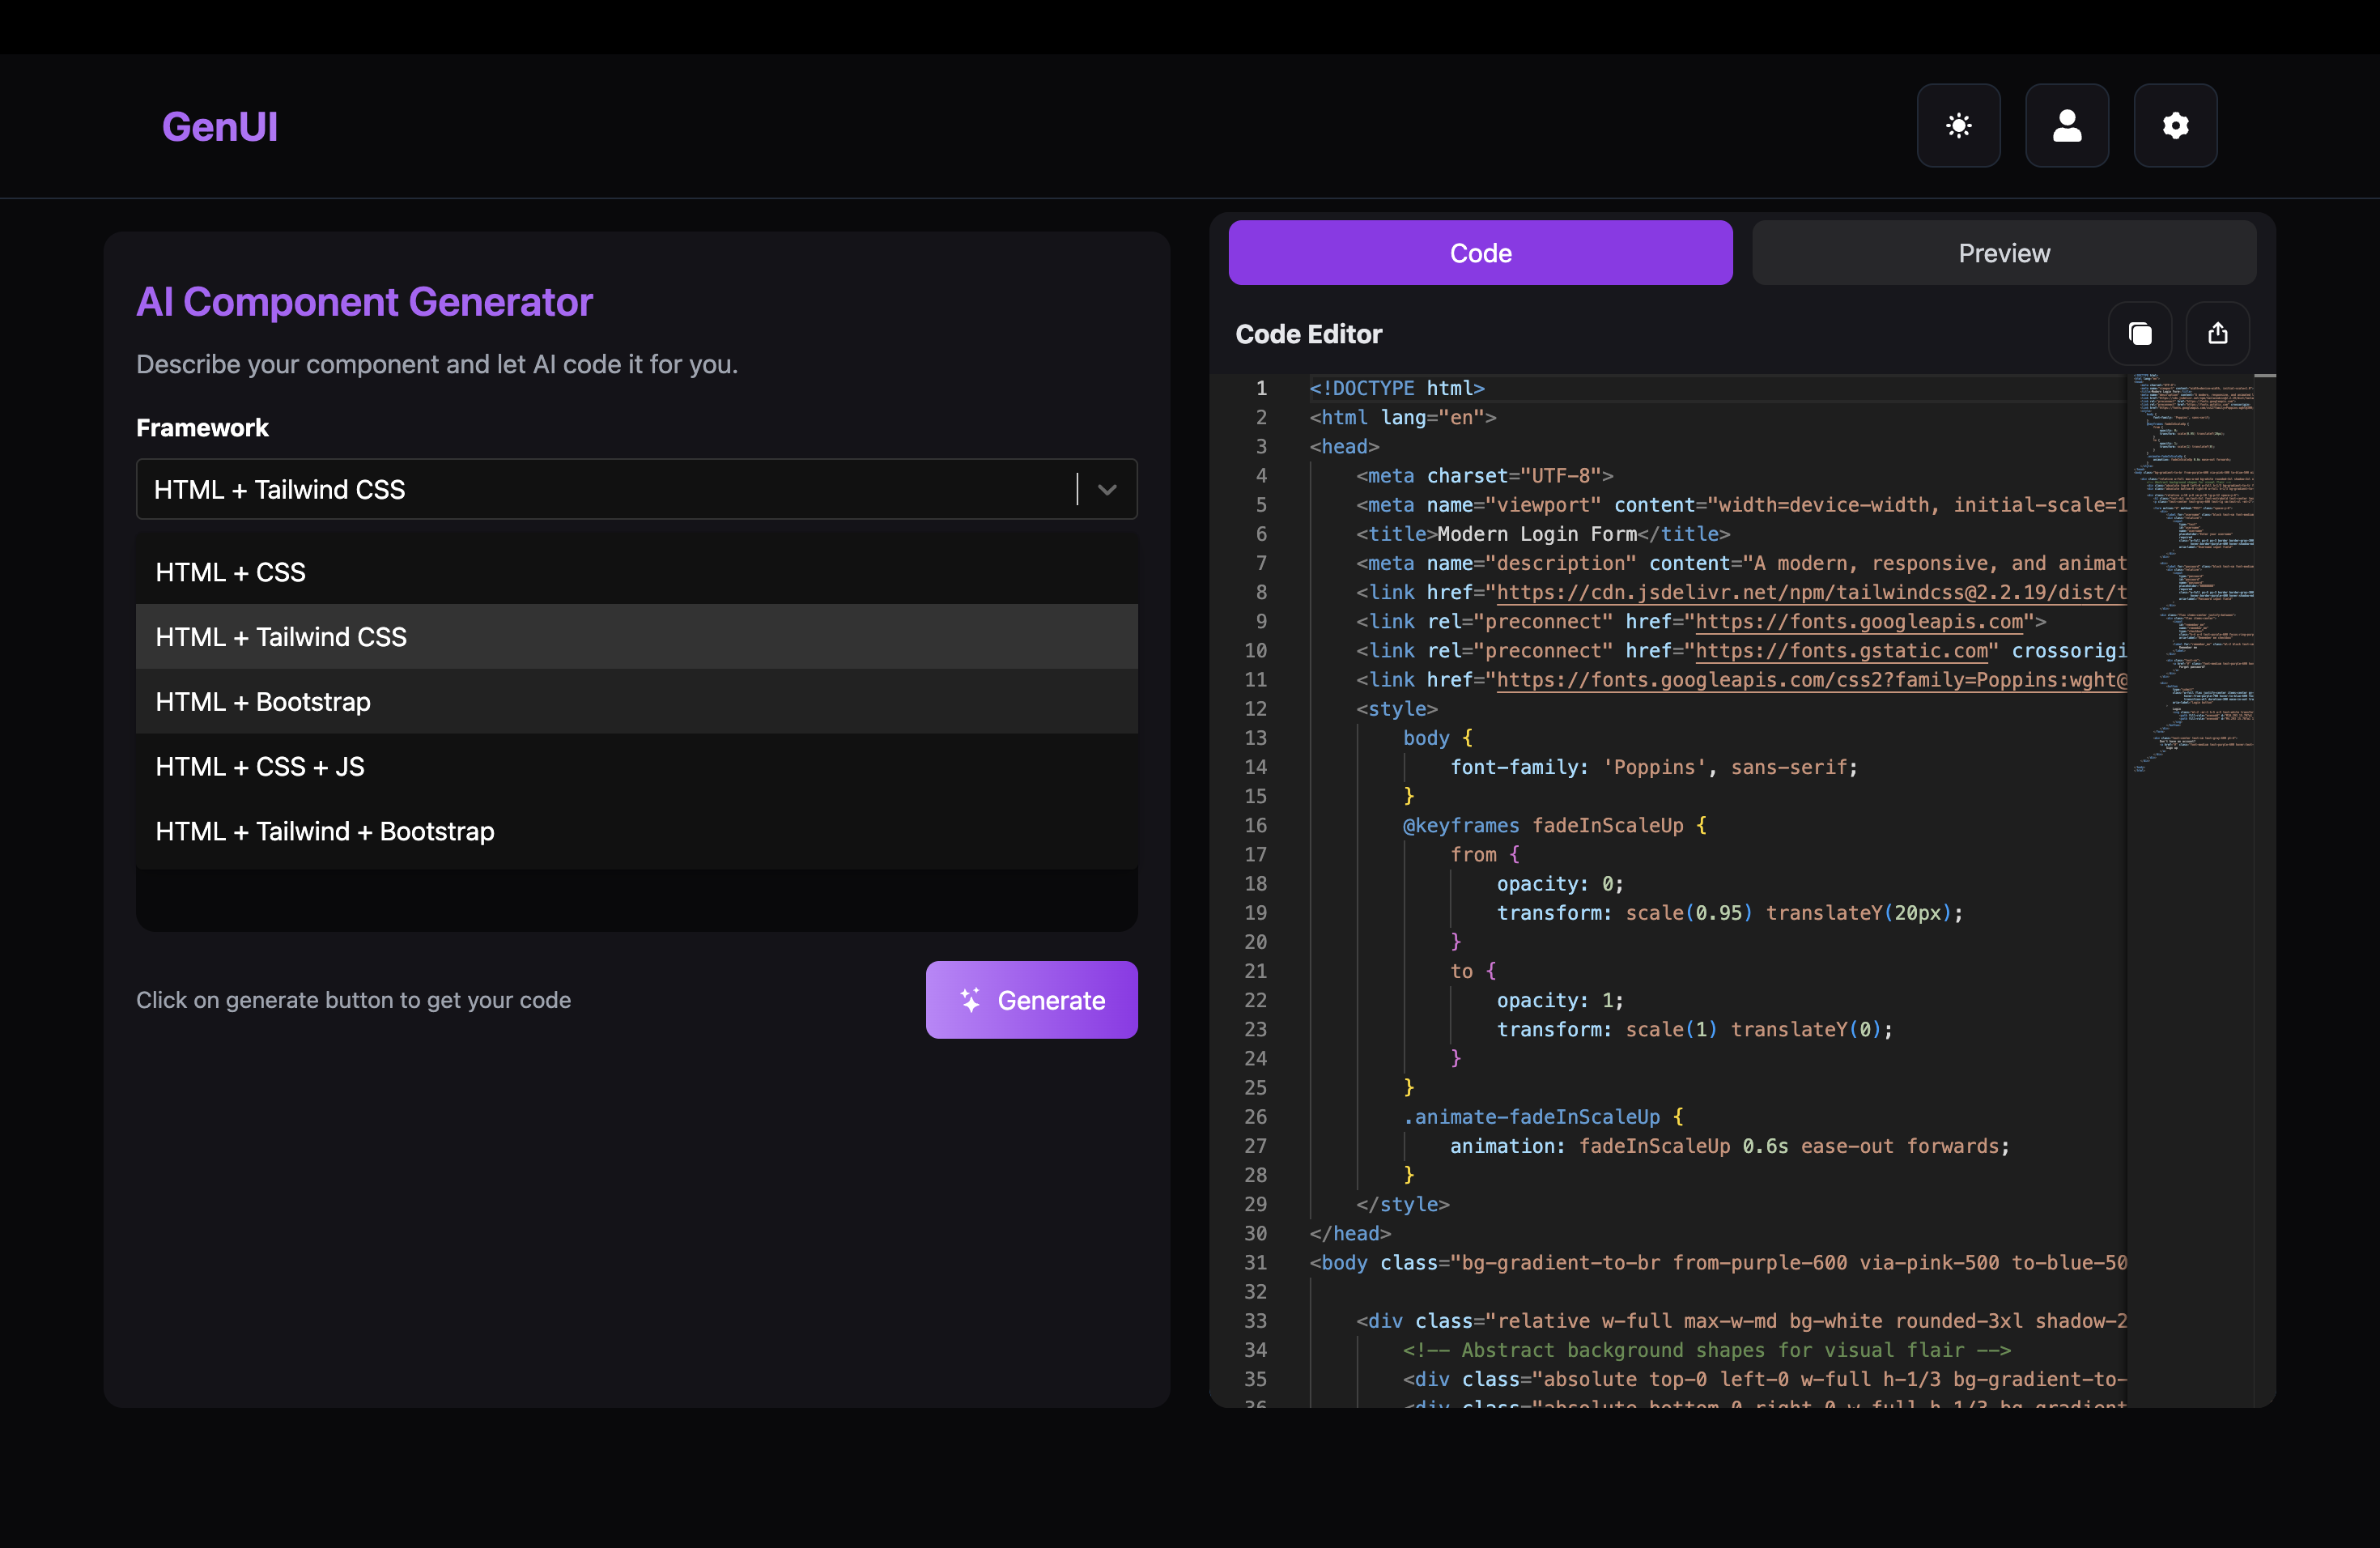 GenUI
AI Component Generator
Describe your component and let AI code it for you.
Framework
HTML + Tailwind CSS
HTML + CSS
HTML + Tailwind CSS
HTML + Bootstrap
HTML + CSS + JS
HTML + Tailwind + Bootstrap
Click on generate button to get your code
Generate
Code
Preview
Code Editor
1 <!DOCTYPE html>
2 <html lang="en">
3 <head>
4 <meta charset="UTF-8">
5 <meta name="viewport" content="width=device-width, initial-scale=1
6 <title>Modern Login Form</title>
7 <meta name="description" content="A modern, responsive, and animat
8 <link href="https://cdn.jsdelivr.net/npm/tailwindcss@2.2.19/dist/t
9 <link rel="preconnect" href="https://fonts.googleapis.com">
10 <link rel="preconnect" href="https://fonts.gstatic.com" crossorigi
11 <link href="https://fonts.googleapis.com/css2?family=Poppins:wght@
12 <style>
13 body {
14 font-family: 'Poppins', sans-serif;
15 }
16 @keyframes fadeInScaleUp {
17 from {
18 opacity: 0;
19 transform: scale(0.95) translateY(20px);
20 }
21 to {
22 opacity: 1;
23 transform: scale(1) translateY(0);
24 }
25 }
26 .animate-fadeInScaleUp {
27 animation: fadeInScaleUp 0.6s ease-out forwards;
28 }
29 </style>
30 </head>
31 <body class="bg-gradient-to-br from-purple-600 via-pink-500 to-blue-50
32
33 <div class="relative w-full max-w-md bg-white rounded-3xl shadow-2
34 <!-- Abstract background shapes for visual flair -->
35 <div class="absolute top-0 left-0 w-full h-1/3 bg-gradient-to-
36 <div class="absolute bottom-0 right-0 w-full h-1/3 bg-gradient